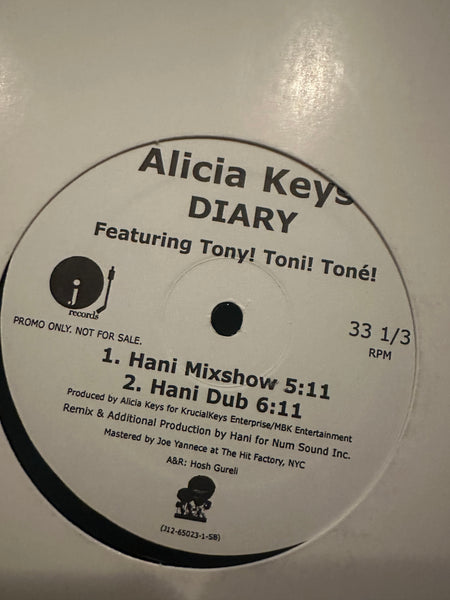 Alicia Keys
DIARY
Featuring Tony! Toni! Toné!
j
records
33 1/3
RPM
PROMO ONLY. NOT FOR SALE.
1. Hani Mixshow 5:11
2. Hani Dub 6:11
Produced by Alicia Keys for KrucialKeys Enterprise/MBK Entertainment
Remix & Additional Production by Hani for Num Sound Inc.
Mastered by Joe Yannece at The Hit Factory, NYC
A&R: Hosh Gureli
(J12-65023-1-SB)